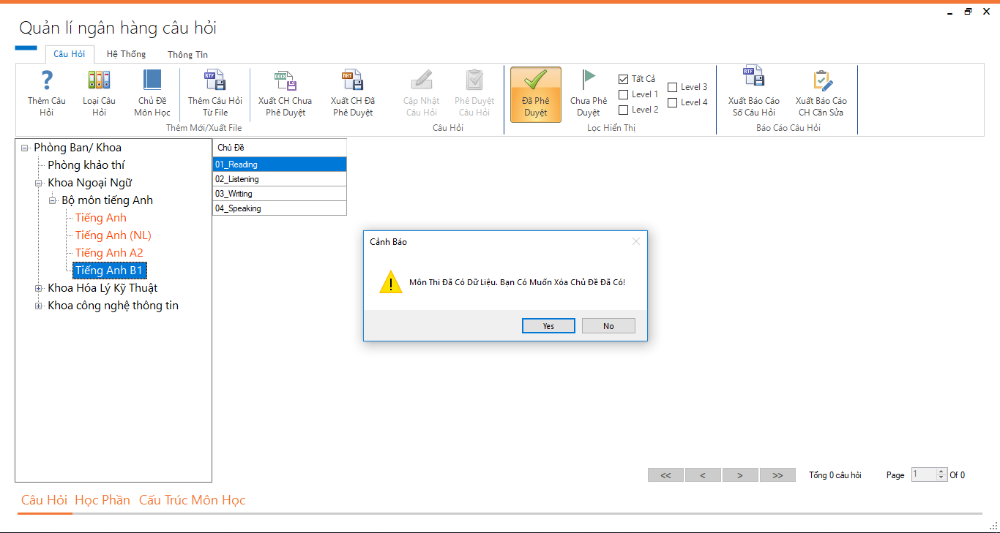 Quản lí ngân hàng câu hỏi
Câu Hỏi
Hệ Thống
Thông Tin
Thêm Câu
Hỏi
Loại Câu
Hỏi
Chủ Đề
Môn Học
RTF
Thêm Câu Hỏi
Từ File
DOCX
Xuất CH Chưa
Phê Duyệt
MHT
Xuất CH Đã
Phê Duyệt
Thêm Mới/Xuất File
Cập Nhật
Câu Hỏi
Phê Duyệt
Câu Hỏi
Câu Hỏi
Đã Phê
Duyệt
Chưa Phê
Duyệt
Tất Cả
Level 1
Level 2
Level 3
Level 4
Lọc Hiển Thị
RTF
Xuất Báo Cáo
Số Câu Hỏi
Xuất Báo Cáo
CH Cần Sửa
Báo Cáo Câu Hỏi
Phòng Ban/ Khoa
Phòng khảo thí
Khoa Ngoại Ngữ
Bộ môn tiếng Anh
Tiếng Anh
Tiếng Anh (NL)
Tiếng Anh A2
Tiếng Anh B1
Khoa Hóa Lý Kỹ Thuật
Khoa công nghệ thông tin
Chủ Đề
01_Reading
02_Listening
03_Writing
04_Speaking
Cảnh Báo
Môn Thi Đã Có Dữ Liệu. Bạn Có Muốn Xóa Chủ Đề Đã Có!
Yes
No
<< < > >> Tổng 0 câu hỏi Page 1 Of 0
Câu Hỏi Học Phần Cấu Trúc Môn Học